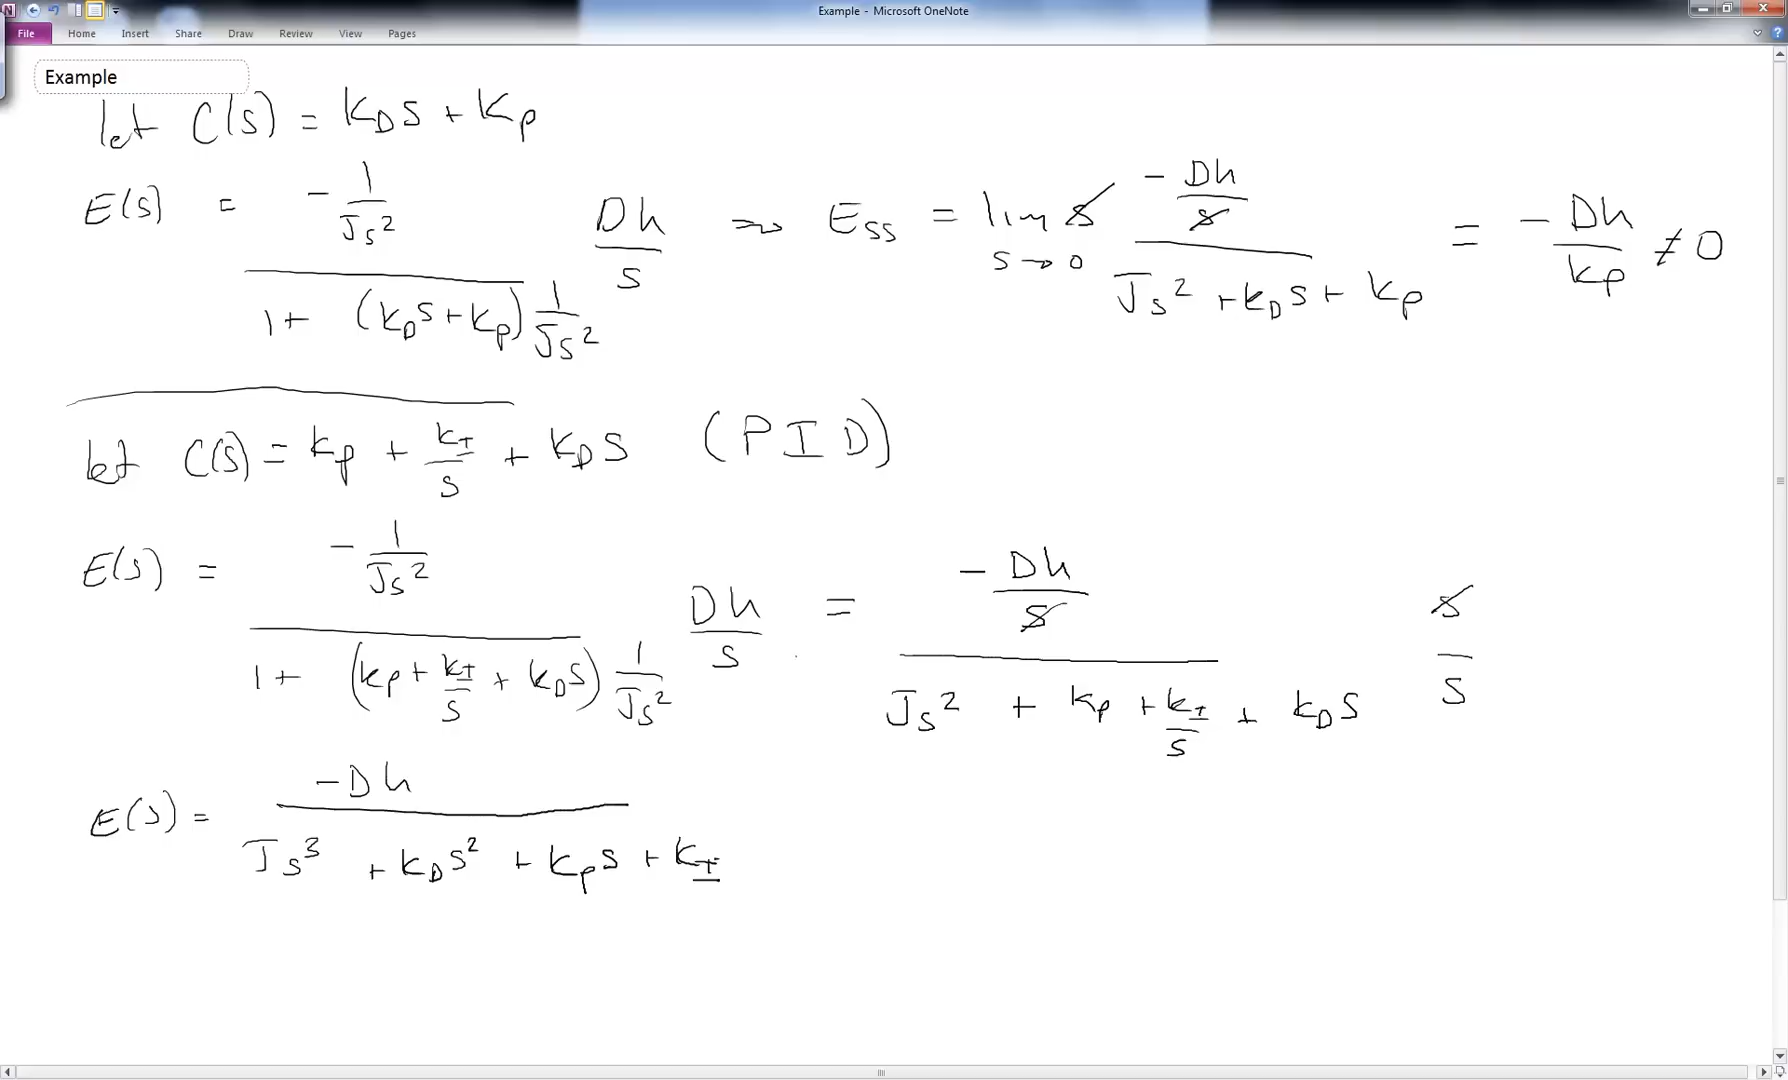 Example - Microsoft OneNote
File Home Insert Share Draw Review View Pages
Example
let C(s) = K_D s + K_p
E(s) = (-1/(Js²)) / (1 + (k_D s + k_p) 1/(Js²)) Dh/s ⇝ E_ss = lim_{s→0} s (-Dh/s) / (Js² + k_D s + k_p) = -Dh/k_p ≠ 0
let C(s) = k_p + k_I/s + k_D s (PID)
E(s) = (-1/(Js²)) / (1 + (k_p + k_I/s + k_D s) 1/(Js²)) Dh/s = (-Dh/s) / (Js² + k_p + k_I/s + k_D s) s/s
E(s) = -Dh / (Js³ + k_D s² + k_p s + k_I)